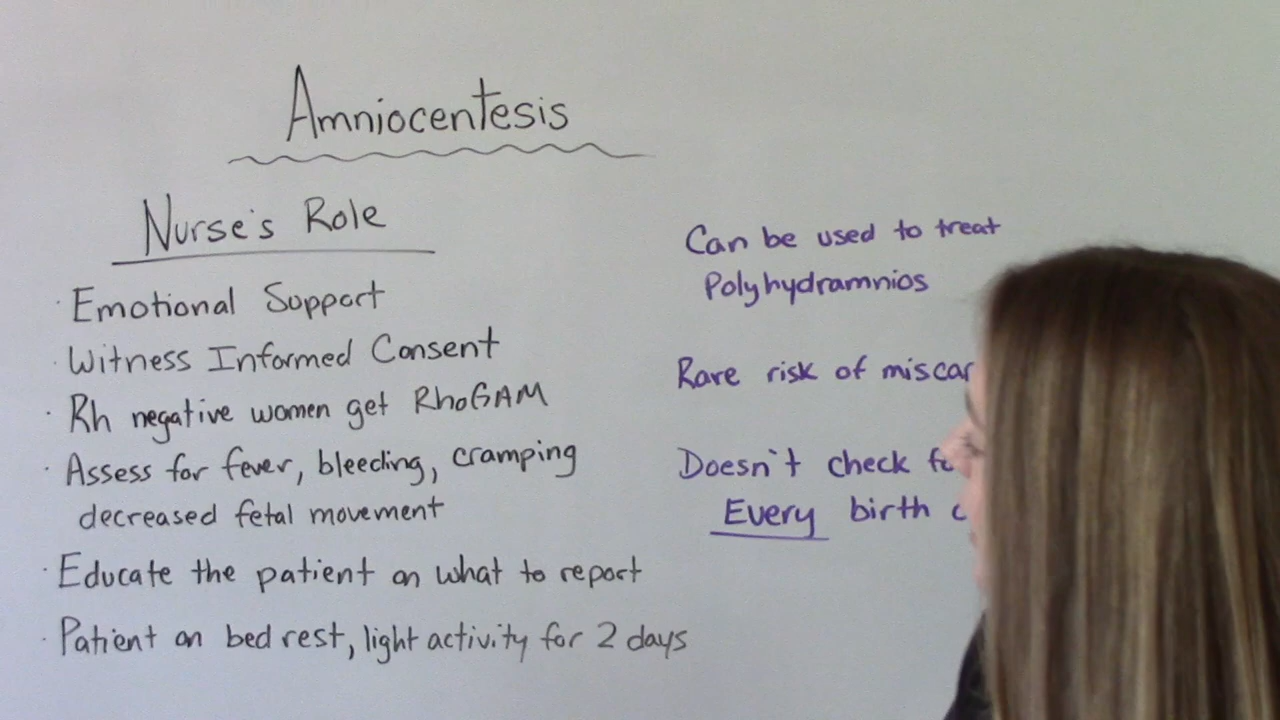 Amniocentesis
Nurse's Role
· Emotional Support
· Witness Informed Consent
· Rh negative women get RhoGAM
· Assess for fever, bleeding, cramping
decreased fetal movement
· Educate the patient on what to report
· Patient on bed rest, light activity for 2 days
Can be used to treat
Polyhydramnios
Rare risk of
Doesn't check
Every birth